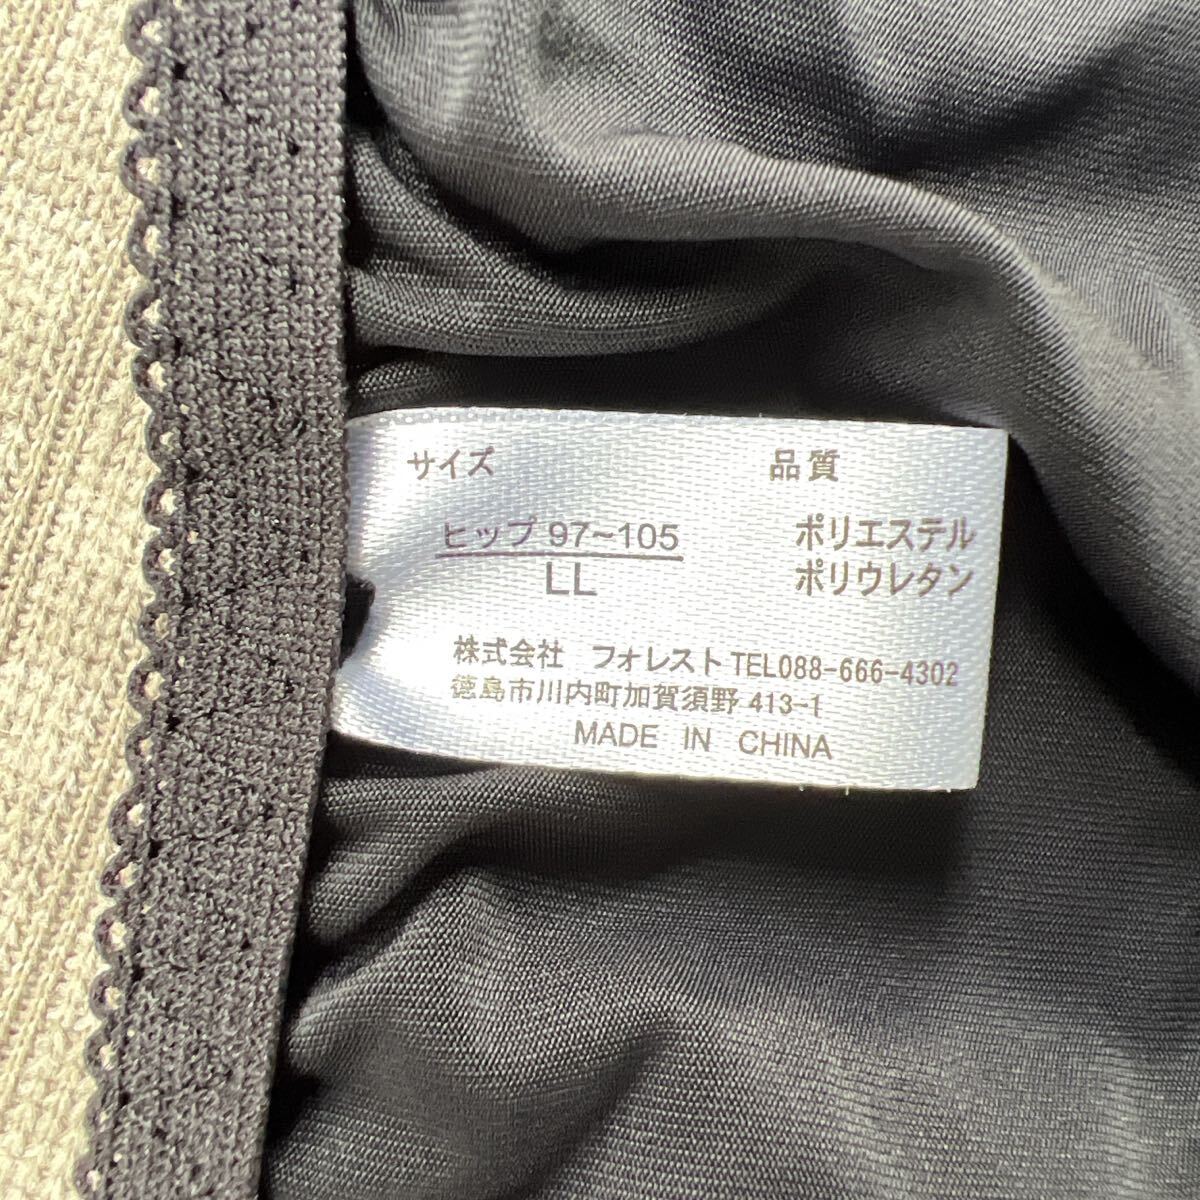 サイズ
ヒップ 97~105
LL
品質
ポリエステル
ポリウレタン
株式会社 フォレスト TEL088-666-4302
徳島市川内町加賀須野 413-1
MADE IN CHINA